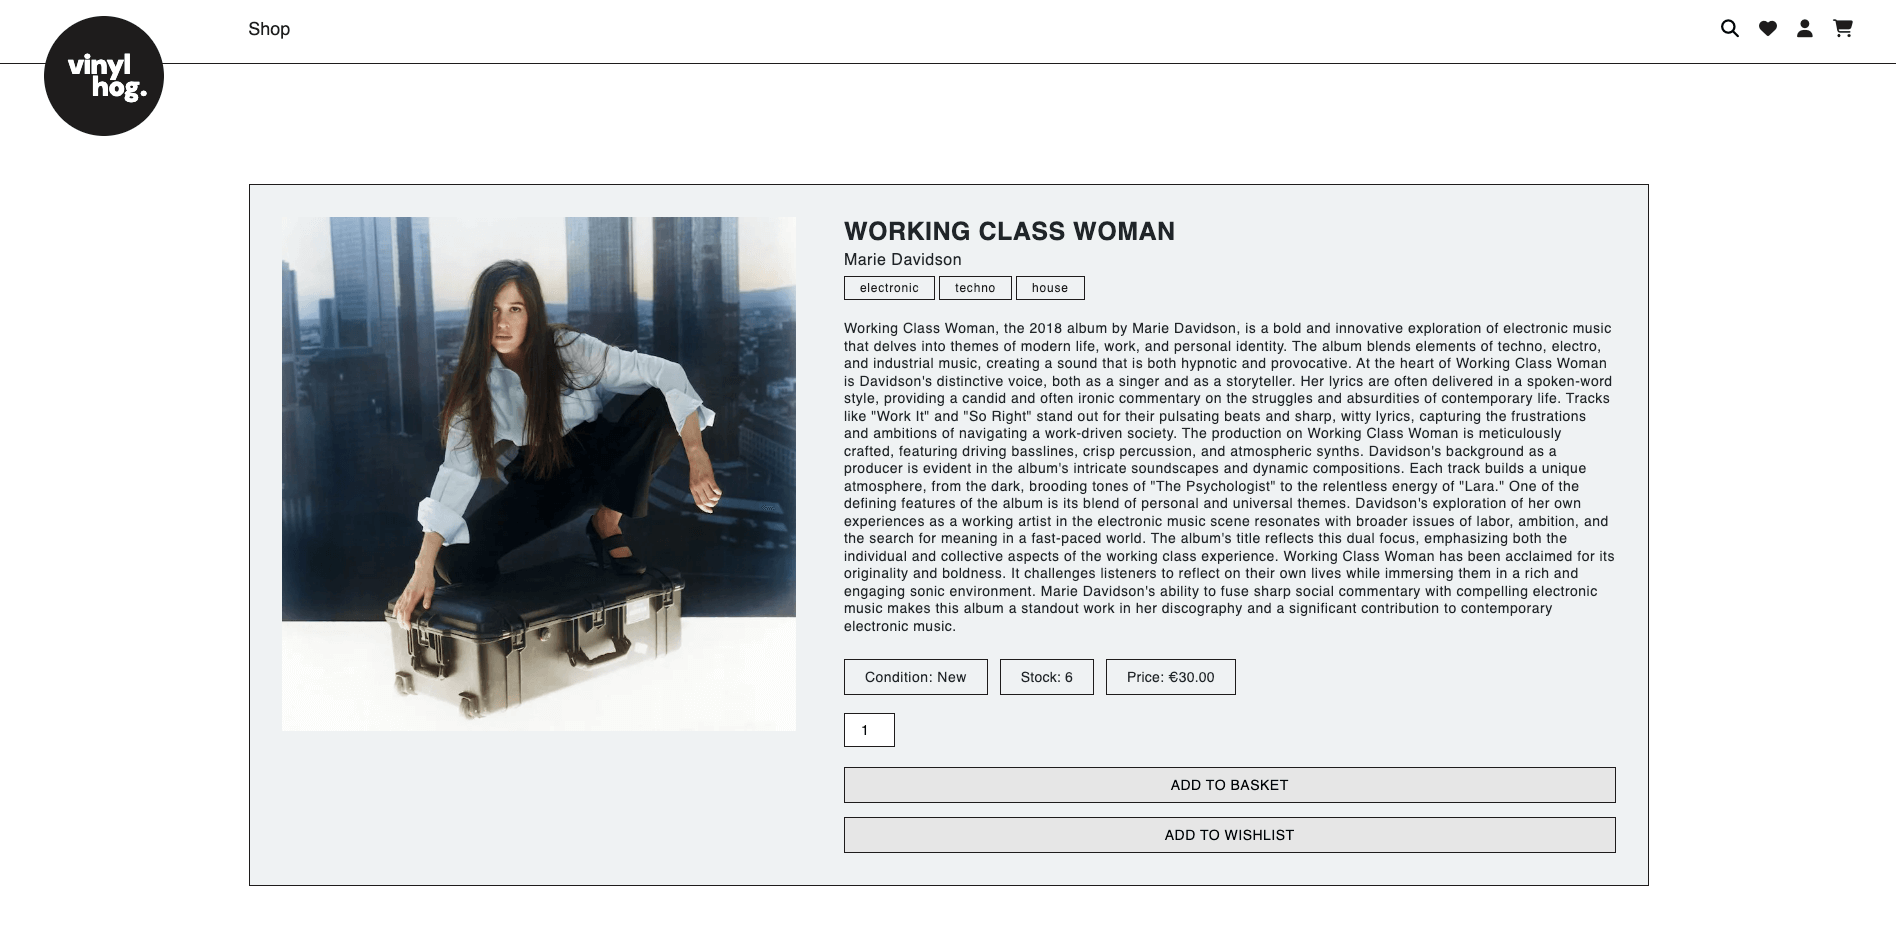 vinyl
hog.
Shop
WORKING CLASS WOMAN
Marie Davidson
electronic techno house
Working Class Woman, the 2018 album by Marie Davidson, is a bold and innovative exploration of electronic music
that delves into themes of modern life, work, and personal identity. The album blends elements of techno, electro,
and industrial music, creating a sound that is both hypnotic and provocative. At the heart of Working Class Woman
is Davidson's distinctive voice, both as a singer and as a storyteller. Her lyrics are often delivered in a spoken-word
style, providing a candid and often ironic commentary on the struggles and absurdities of contemporary life. Tracks
like "Work It" and "So Right" stand out for their pulsating beats and sharp, witty lyrics, capturing the frustrations
and ambitions of navigating a work-driven society. The production on Working Class Woman is meticulously
crafted, featuring driving basslines, crisp percussion, and atmospheric synths. Davidson's background as a
producer is evident in the album's intricate soundscapes and dynamic compositions. Each track builds a unique
atmosphere, from the dark, brooding tones of "The Psychologist" to the relentless energy of "Lara." One of the
defining features of the album is its blend of personal and universal themes. Davidson's exploration of her own
experiences as a working artist in the electronic music scene resonates with broader issues of labor, ambition, and
the search for meaning in a fast-paced world. The album's title reflects this dual focus, emphasizing both the
individual and collective aspects of the working class experience. Working Class Woman has been acclaimed for its
originality and boldness. It challenges listeners to reflect on their own lives while immersing them in a rich and
engaging sonic environment. Marie Davidson's ability to fuse sharp social commentary with compelling electronic
music makes this album a standout work in her discography and a significant contribution to contemporary
electronic music.
Condition: New Stock: 6 Price: €30.00
1
ADD TO BASKET
ADD TO WISHLIST